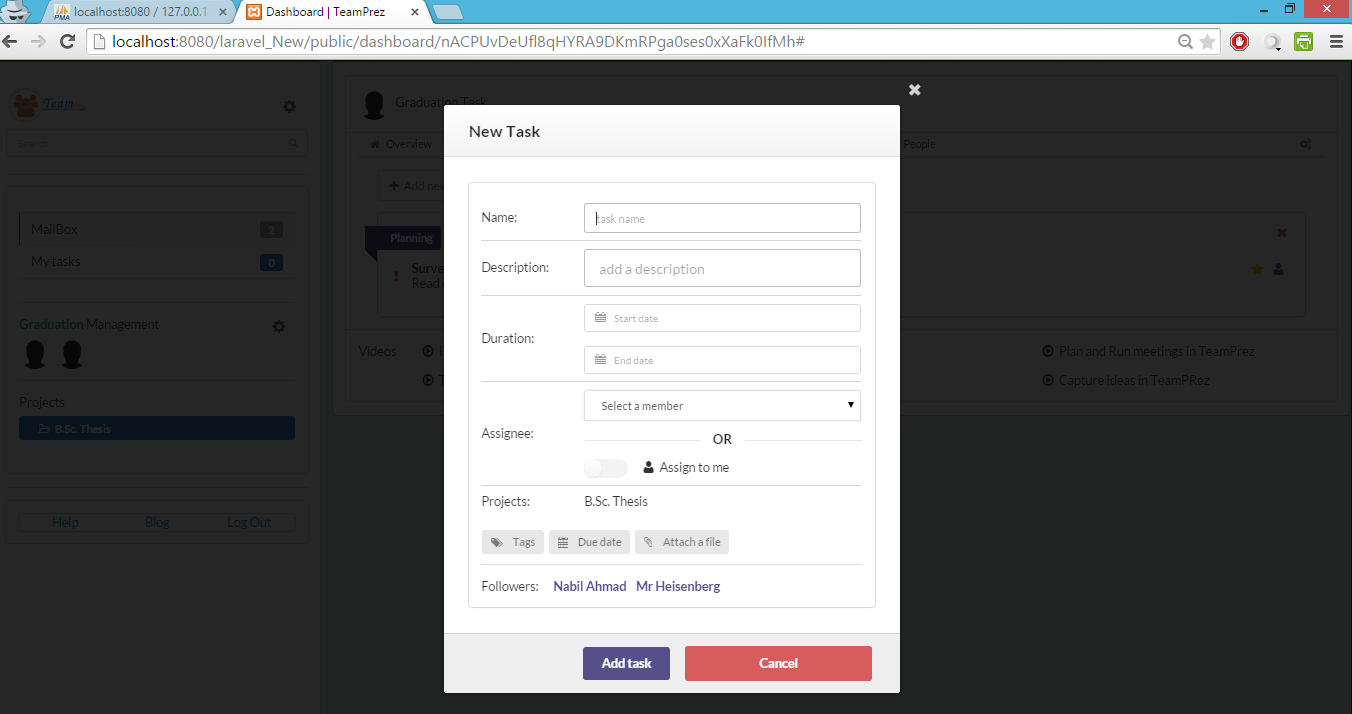 localhost:8080 / 127.0.0.1
Dashboard | TeamPrez
localhost:8080/laravel_New/public/dashboard/nACPUvDeUfl8qHYRA9DKmRPga0ses0xXaFk0IfMh#
Team
Search
MailBox 2
My tasks 0
Graduation Management
Projects
B.Sc. Thesis
Help Blog Log Out
Graduation Task
Overview
People
Add new
Planning
Surve
Read
Videos
Plan and Run meetings in TeamPrez
Capture ideas in TeamPRez
New Task
Name: task name
Description: add a description
Duration: Start date
End date
Select a member
Assignee:
OR
Assign to me
Projects: B.Sc. Thesis
Tags Due date Attach a file
Followers: Nabil Ahmad Mr Heisenberg
Add task Cancel